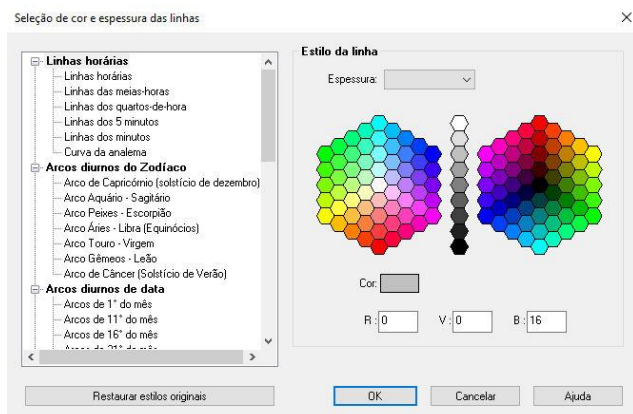 Seleção de cor e espessura das linhas
Linhas horárias
Linhas horárias
Linhas das meias-horas
Linhas dos quartos-de-hora
Linhas dos 5 minutos
Linhas dos minutos
Curva da analema
Arcos diurnos do Zodíaco
Arco de Capricórnio (solstício de dezembro)
Arco Aquário - Sagitário
Arco Peixes - Escorpião
Arco Áries - Libra (Equinócios)
Arco Touro - Virgem
Arco Gêmeos - Leão
Arco de Câncer (Solstício de Verão)
Arcos diurnos de data
Arcos de 1° do mês
Arcos de 11° do mês
Arcos de 16° do mês
Restaurar estilos originais
Estilo da linha
Espessura:
Cor:
R: 0 V: 0 B: 16
OK Cancelar Ajuda